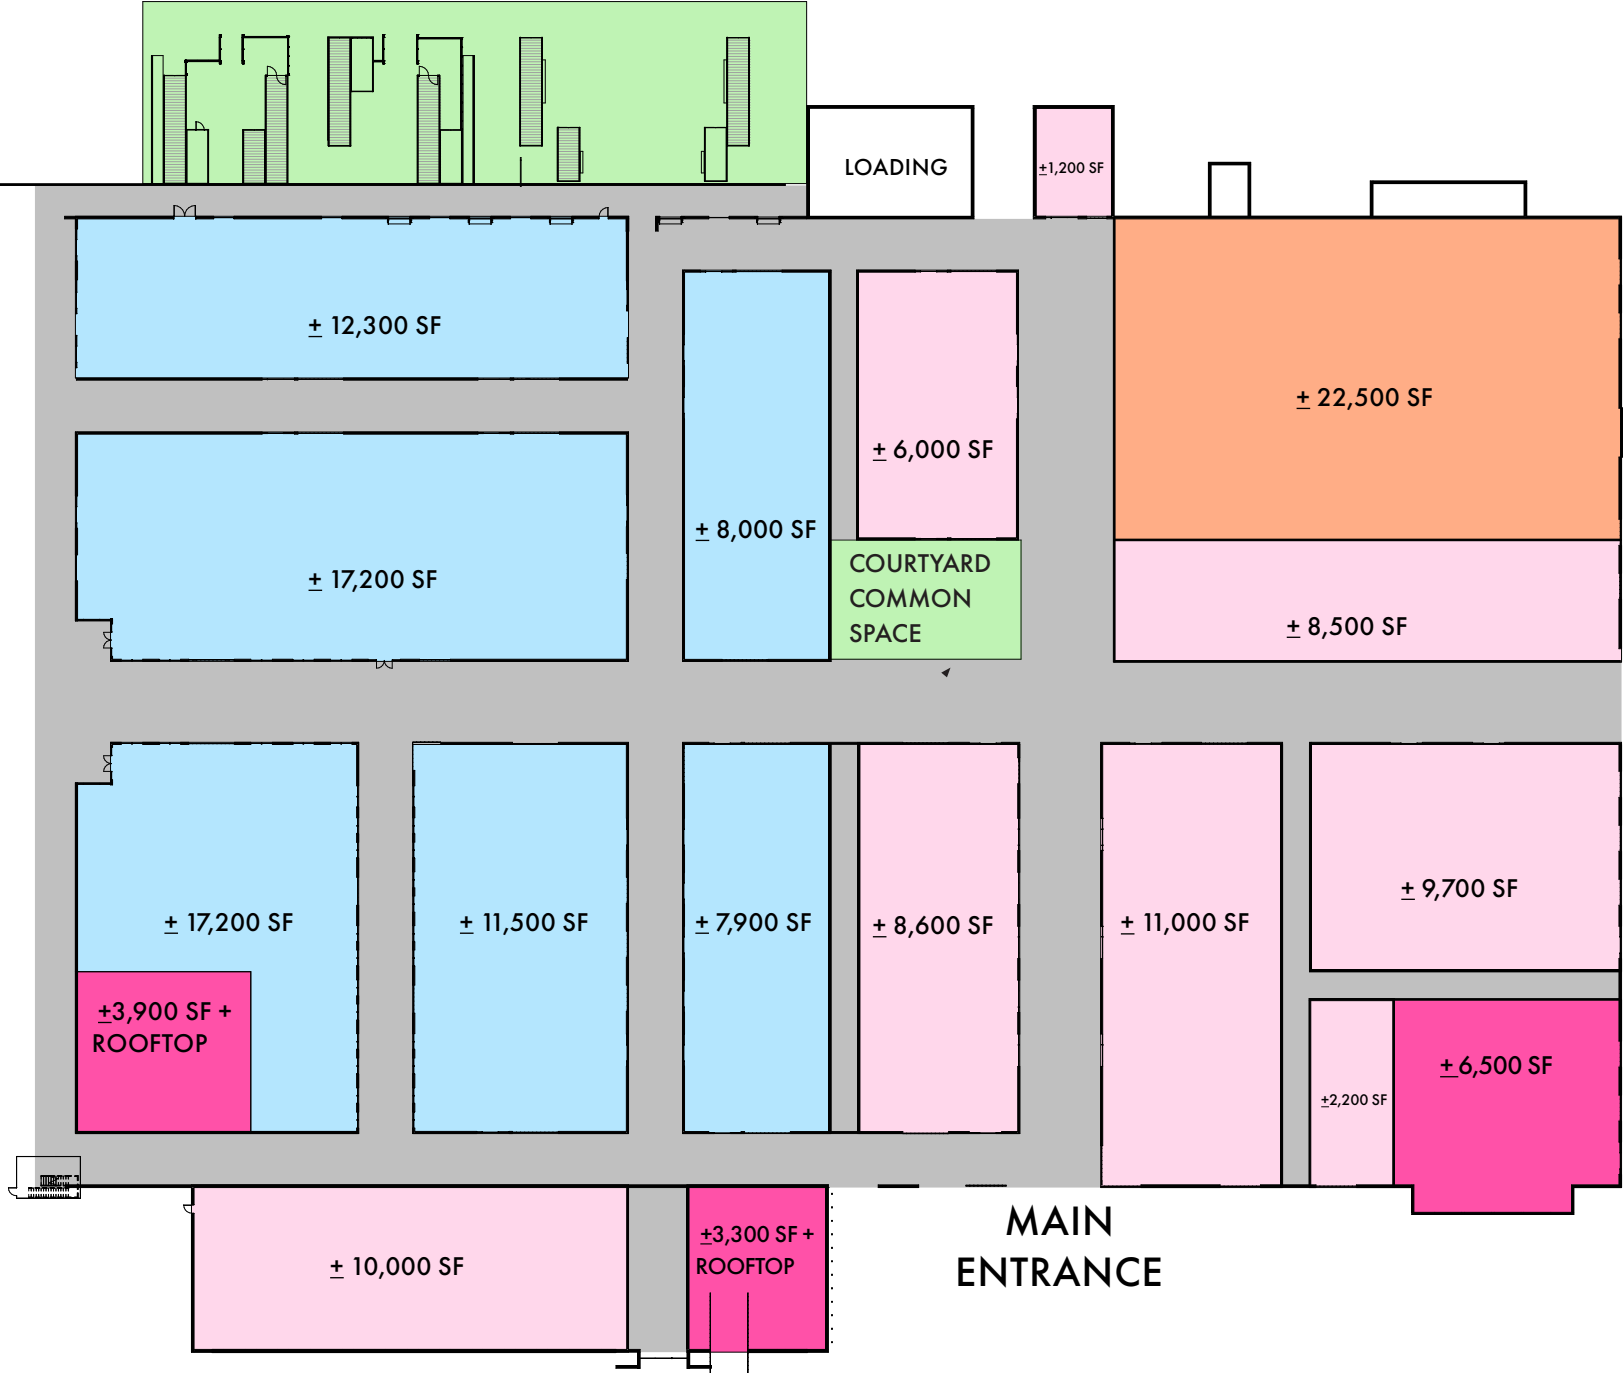 LOADING
±1,200 SF
± 12,300 SF
± 22,500 SF
± 6,000 SF
± 8,000 SF
COURTYARD
COMMON
SPACE
± 17,200 SF
± 8,500 SF
± 9,700 SF
± 17,200 SF
± 11,500 SF
± 7,900 SF
± 8,600 SF
± 11,000 SF
±3,900 SF +
ROOFTOP
± 6,500 SF
±2,200 SF
MAIN
ENTRANCE
±3,300 SF +
ROOFTOP
± 10,000 SF